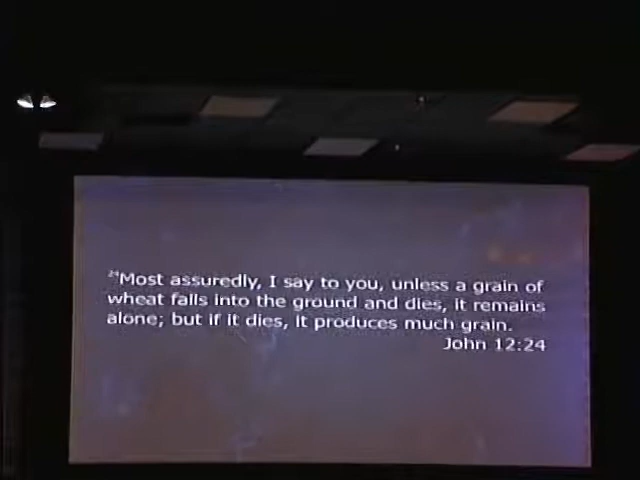 24Most assuredly, I say to you, unless a grain of
wheat falls into the ground and dies, it remains
alone; but if it dies, it produces much grain.
John 12:24